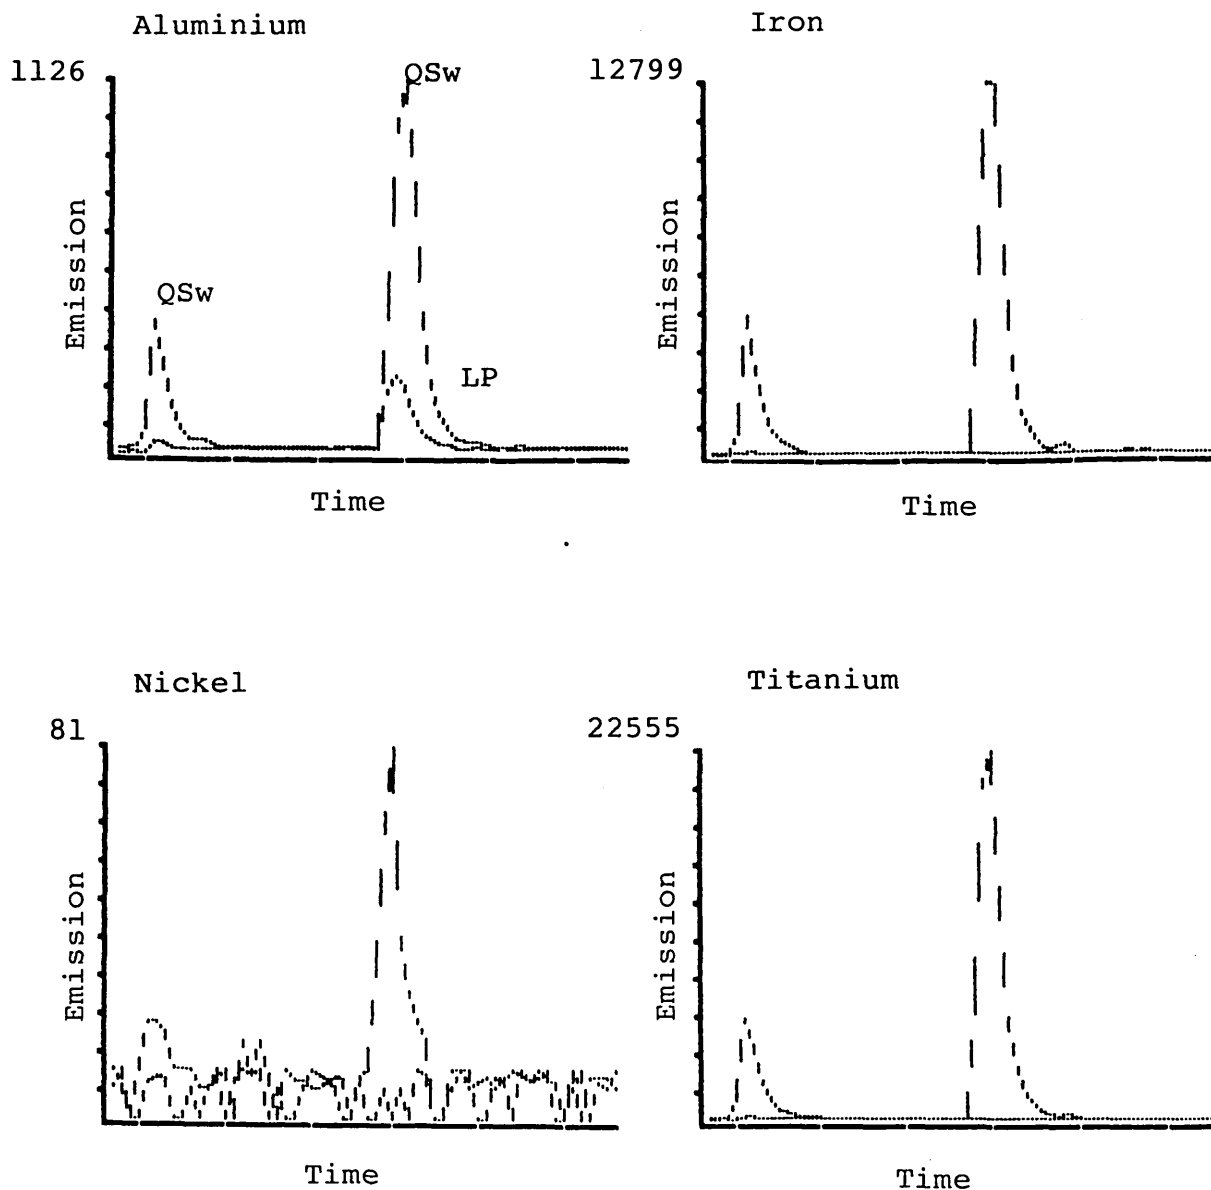 Aluminium
1126
QSw
QSw
LP
Emission
Time
Iron
12799
Emission
Time
Nickel
81
Emission
Time
Titanium
22555
Emission
Time